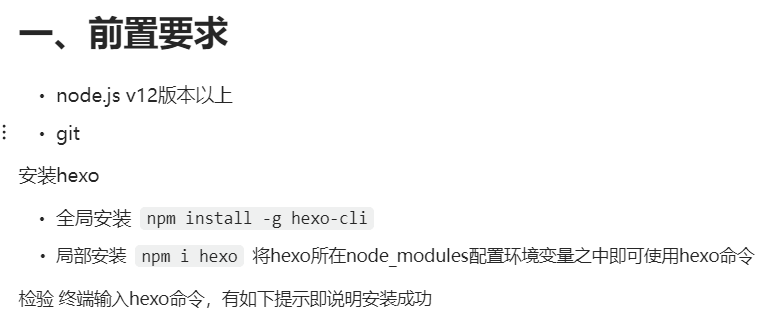 一、前置要求
• node.js v12版本以上
• git
安装hexo
• 全局安装 npm install -g hexo-cli
• 局部安装 npm i hexo 将hexo所在node_modules配置环境变量之中即可使用hexo命令
检验 终端输入hexo命令，有如下提示即说明安装成功